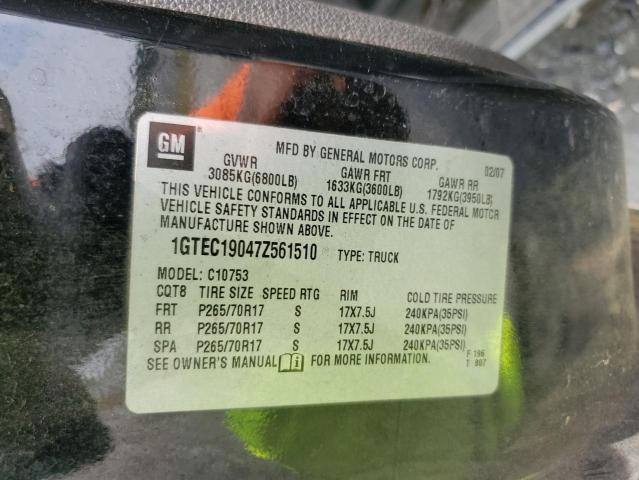 GM ®
MFD BY GENERAL MOTORS CORP. 02/07
GVWR GAWR FRT GAWR RR
3085KG(6800LB) 1633KG(3600LB) 1792KG(3950LB)
THIS VEHICLE CONFORMS TO ALL APPLICABLE U.S. FEDERAL MOTOR
VEHICLE SAFETY STANDARDS IN EFFECT ON THE DATE OF
MANUFACTURE SHOWN ABOVE.
1GTEC19047Z561510 TYPE: TRUCK
MODEL: C10753
CQT8 TIRE SIZE SPEED RTG RIM COLD TIRE PRESSURE
FRT P265/70R17 S 17X7.5J 240KPA(35PSI)
RR P265/70R17 S 17X7.5J 240KPA(35PSI)
SPA P265/70R17 S 17X7.5J 240KPA(35PSI)
SEE OWNER'S MANUAL FOR MORE INFORMATION.
F 196
T 807